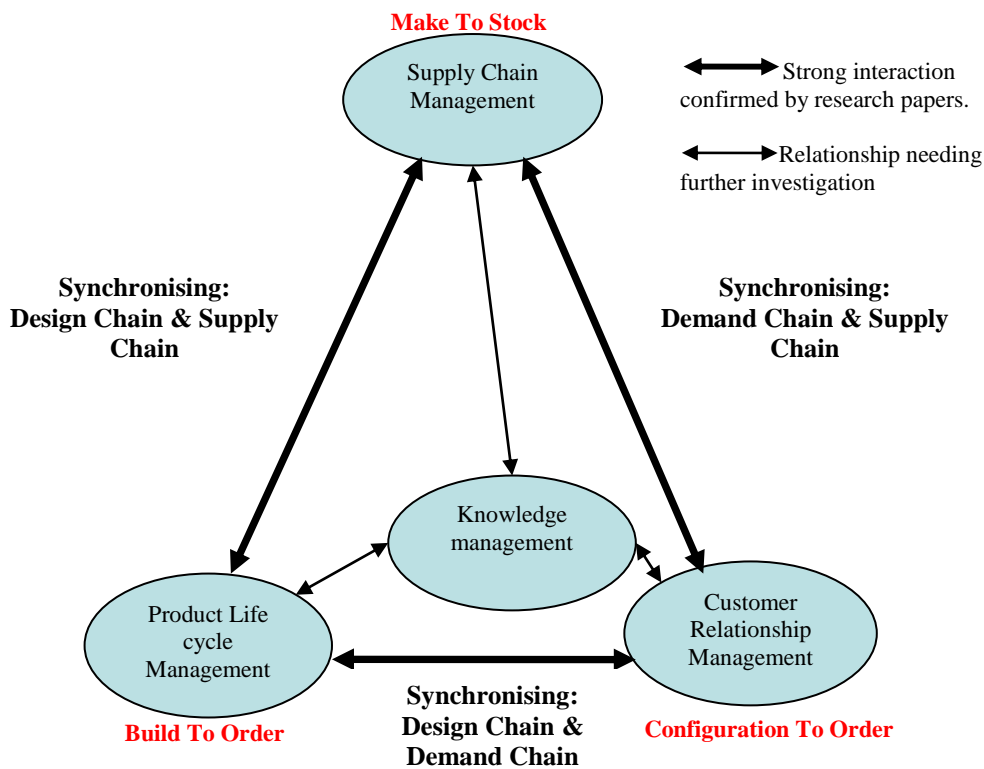 Make To Stock
Supply Chain
Management
Strong interaction
confirmed by research papers.
Relationship needing
further investigation
Synchronising:
Design Chain & Supply
Chain
Synchronising:
Demand Chain & Supply
Chain
Knowledge
management
Product Life
cycle
Management
Customer
Relationship
Management
Build To Order
Synchronising:
Design Chain &
Demand Chain
Configuration To Order